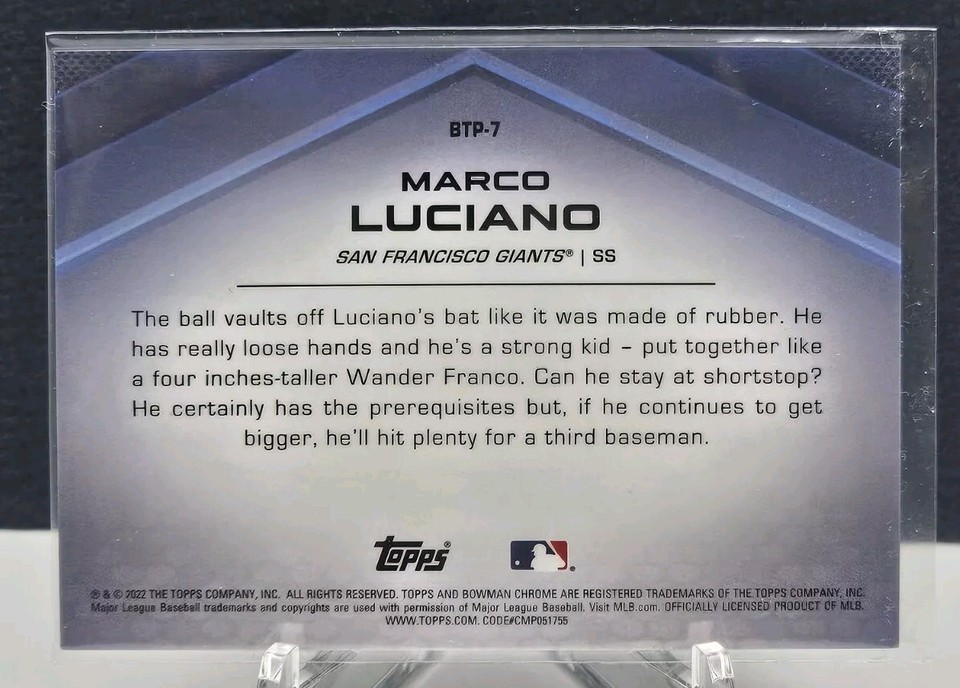 BTP-7
MARCO
LUCIANO
SAN FRANCISCO GIANTS® | SS
The ball vaults off Luciano's bat like it was made of rubber. He
has really loose hands and he's a strong kid – put together like
a four inches-taller Wander Franco. Can he stay at shortstop?
He certainly has the prerequisites but, if he continues to get
bigger, he'll hit plenty for a third baseman.
TOPPS®
® & © 2022 THE TOPPS COMPANY, INC. ALL RIGHTS RESERVED. TOPPS AND BOWMAN CHROME ARE REGISTERED TRADEMARKS OF THE TOPPS COMPANY, INC.
Major League Baseball trademarks and copyrights are used with permission of Major League Baseball. Visit MLB.com. OFFICIALLY LICENSED PRODUCT OF MLB.
WWW.TOPPS.COM. CODE#CMP051755